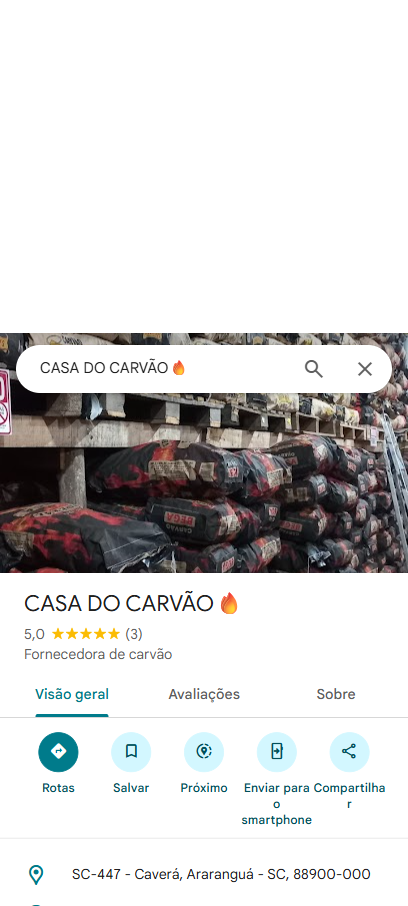 CASA DO CARVÃO🔥
CASA DO CARVÃO 🔥
5,0 ★★★★★ (3)
Fornecedora de carvão
Visão geral
Avaliações
Sobre
Rotas
Salvar
Próximo
Enviar para
o
smartphone
Compartilha
r
SC-447 - Caverá, Araranguá - SC, 88900-000